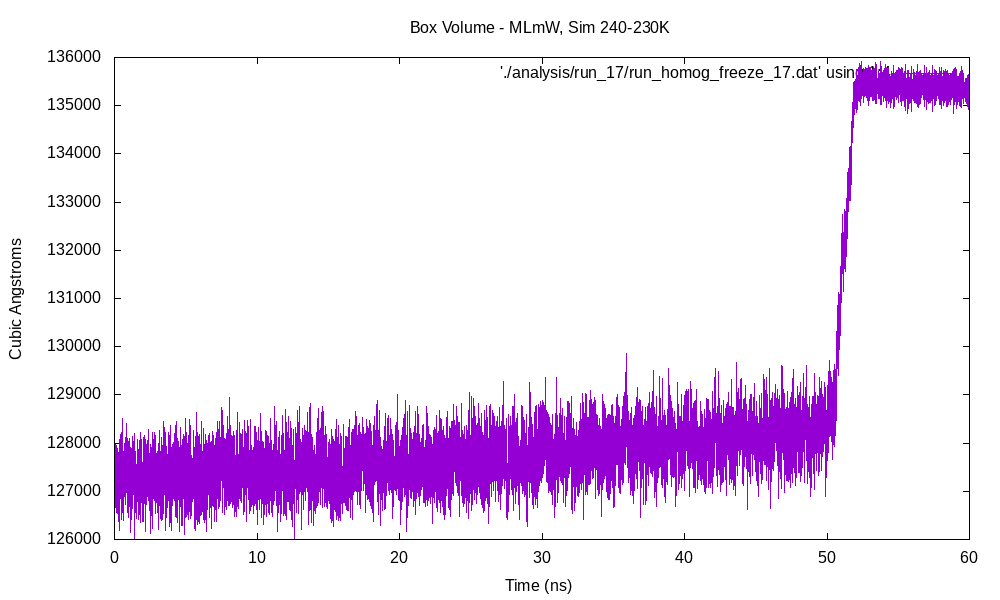 Box Volume - MLmW, Sim 240-230K
136000
'./analysis/run_17/run_homog_freeze_17.dat'
135000
134000
133000
132000
131000
130000
129000
128000
127000
126000
Cubic Angstroms
0 10 20 30 40 50 60
Time (ns)